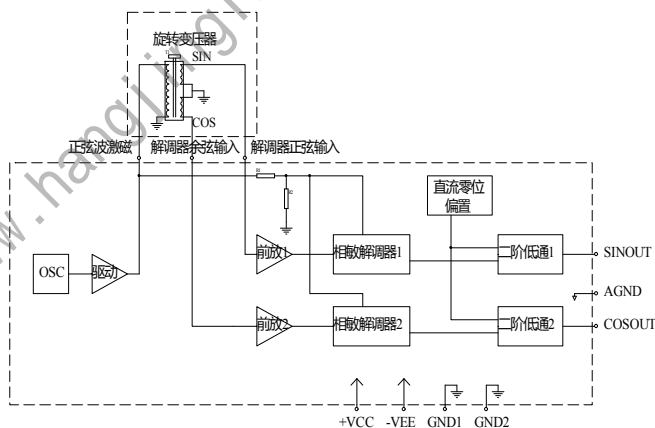 旋转变压器
SIN
COS
正弦波激磁 解调器余弦输入 解调器正弦输入
直流零位
偏置
OSC
驱动
前放1
相敏解调器1
二阶低通1
SINOUT
AGND
前放2
相敏解调器2
二阶低通2
COSOUT
+VCC -VEE GND1 GND2